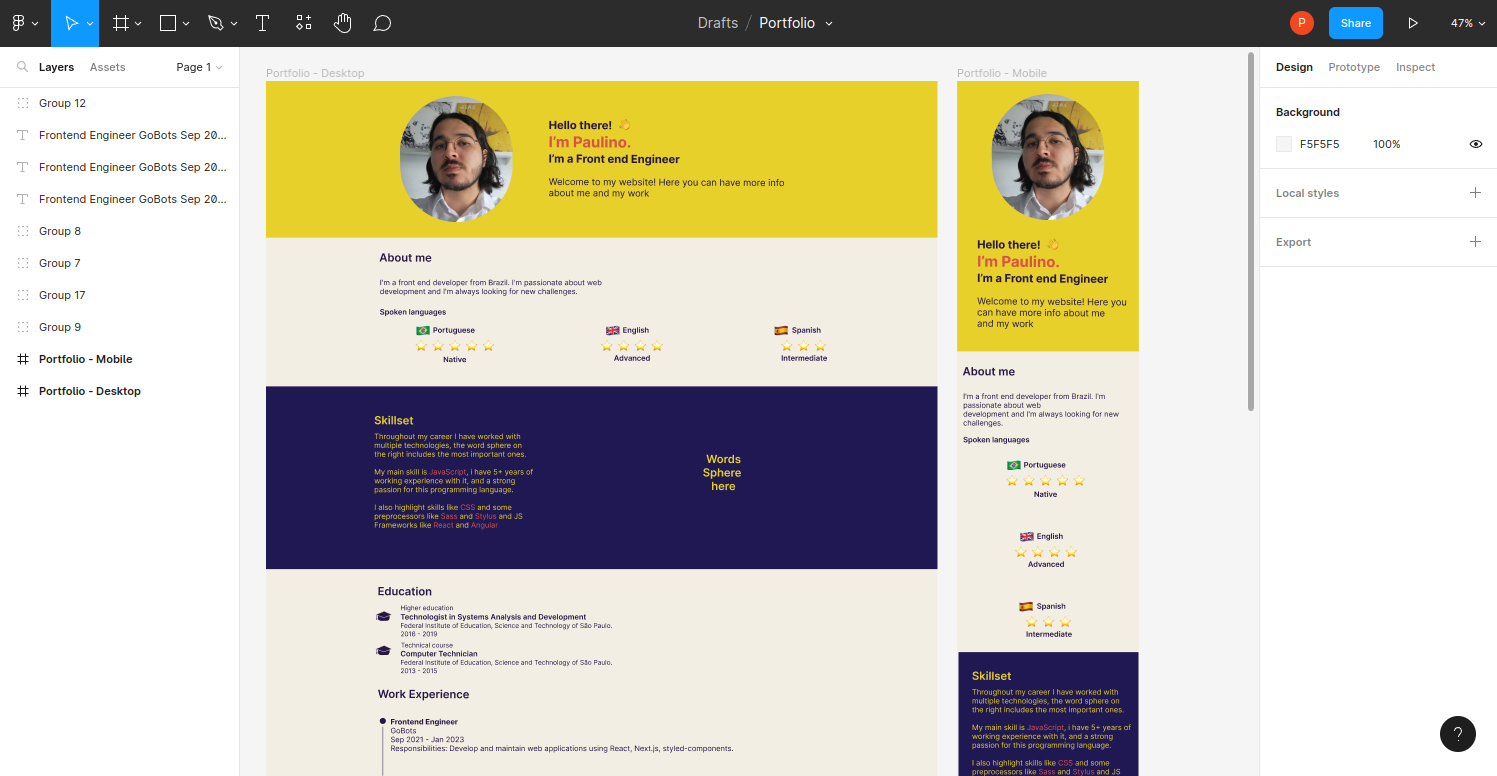 Drafts / Portfolio
P
Share
47%
Layers
Assets
Page 1
Group 12
Frontend Engineer GoBots Sep 20...
Frontend Engineer GoBots Sep 20...
Frontend Engineer GoBots Sep 20...
Group 8
Group 7
Group 17
Group 9
Portfolio - Mobile
Portfolio - Desktop
Portfolio - Desktop
Hello there! 👋
I'm Paulino.
I'm a Front end Engineer
Welcome to my website! Here you can have more info
about me and my work
About me
I'm a front end developer from Brazil. I'm passionate about web
development and I'm always looking for new challenges.
Spoken languages
Portuguese
Native
English
Advanced
Spanish
Intermediate
Skillset
Throughout my career I have worked with
multiple technologies, the word sphere on
the right includes the most important ones.
My main skill is JavaScript, i have 5+ years of
working experience with it, and a strong
passion for this programming language.
I also highlight skills like CSS and some
preprocessors like Sass and Stylus and JS
Frameworks like React and Angular
Words
Sphere
here
Education
Higher education
Technologist in Systems Analysis and Development
Federal Institute of Education, Science and Technology of São Paulo.
2016 - 2019
Technical course
Computer Technician
Federal Institute of Education, Science and Technology of São Paulo.
2013 - 2015
Work Experience
Frontend Engineer
GoBots
Sep 2021 - Jan 2023
Responsibilities: Develop and maintain web applications using React, Next.js, styled-components.
Portfolio - Mobile
Hello there! 👋
I'm Paulino.
I'm a Front end Engineer
Welcome to my website! Here you
can have more info about me
and my work
About me
I'm a front end developer from Brazil. I'm
passionate about web
development and I'm always looking for new
challenges.
Spoken languages
Portuguese
Native
English
Advanced
Spanish
Intermediate
Skillset
Throughout my career I have worked with
multiple technologies, the word sphere on
the right includes the most important ones.
My main skill is JavaScript, i have 5+ years of
working experience with it, and a strong
passion for this programming language.
I also highlight skills like CSS and some
preprocessors like Sass and Stylus and JS
Design
Prototype
Inspect
Background
F5F5F5
100%
Local styles
Export
?